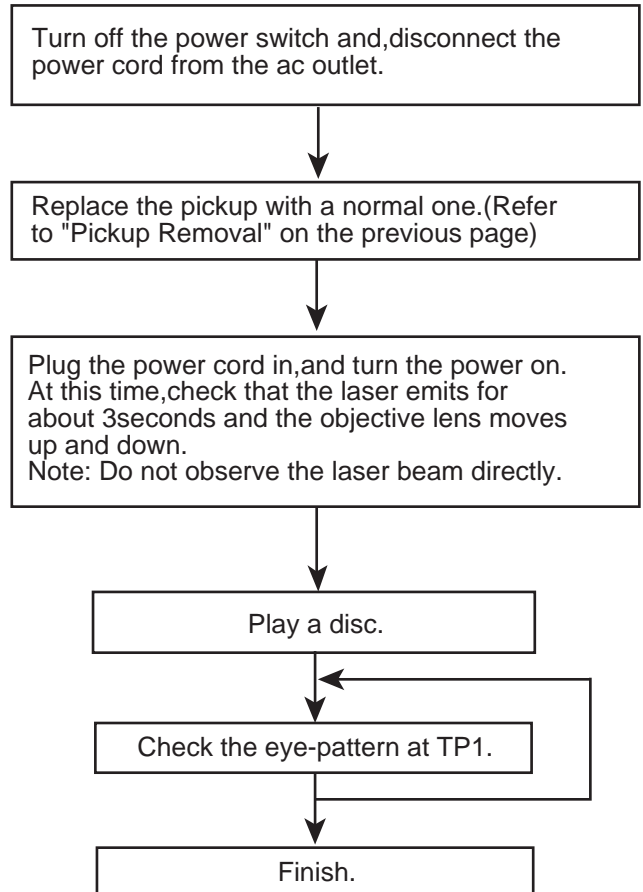 Turn off the power switch and,disconnect the
power cord from the ac outlet.
Replace the pickup with a normal one.(Refer
to "Pickup Removal" on the previous page)
Plug the power cord in,and turn the power on.
At this time,check that the laser emits for
about 3seconds and the objective lens moves
up and down.
Note: Do not observe the laser beam directly.
Play a disc.
Check the eye-pattern at TP1.
Finish.